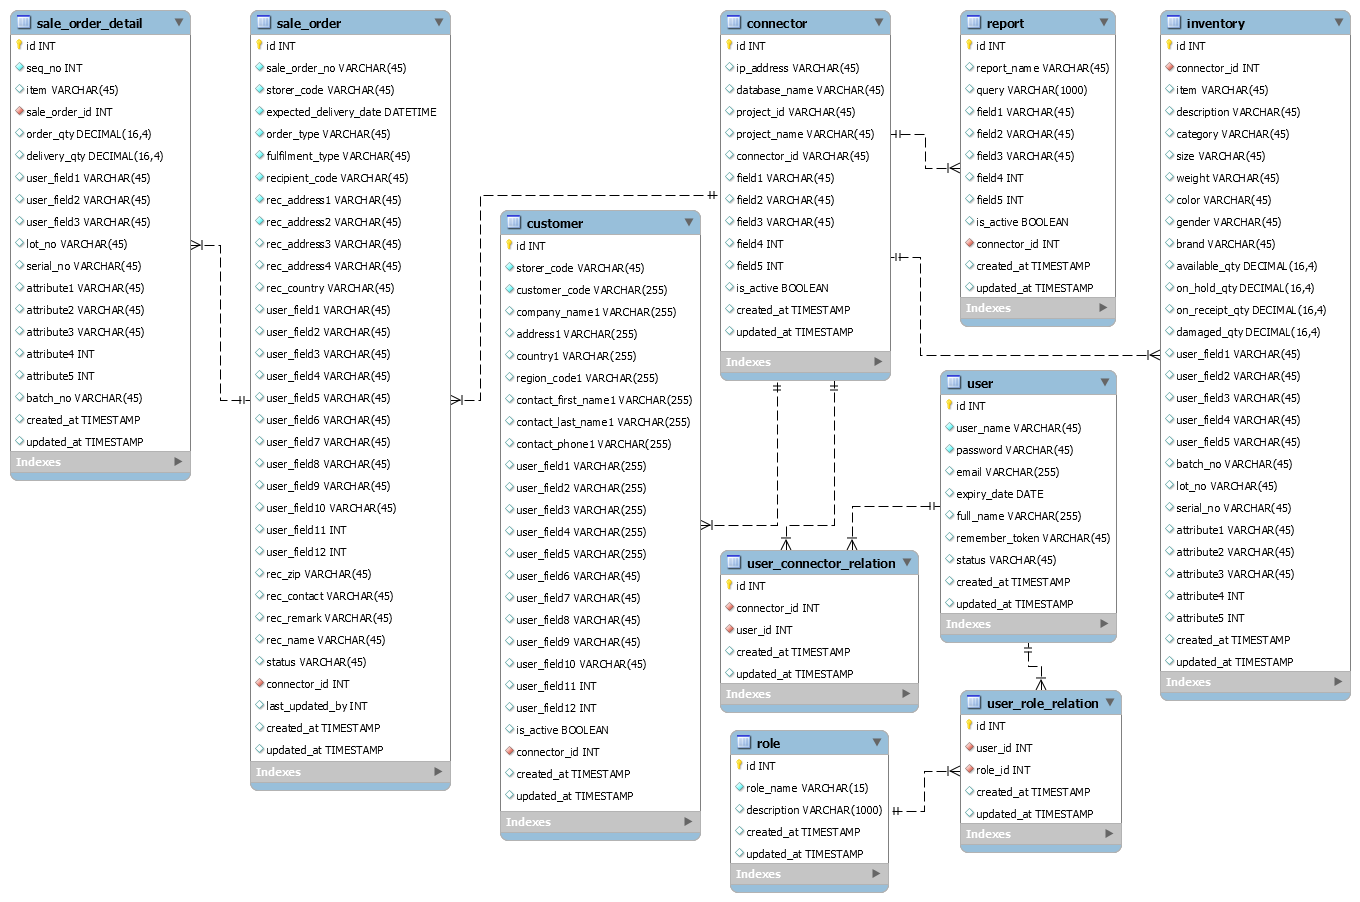 sale_order_detail
id INT
seq_no INT
item VARCHAR(45)
sale_order_id INT
order_qty DECIMAL(16,4)
delivery_qty DECIMAL(16,4)
user_field1 VARCHAR(45)
user_field2 VARCHAR(45)
user_field3 VARCHAR(45)
lot_no VARCHAR(45)
serial_no VARCHAR(45)
attribute1 VARCHAR(45)
attribute2 VARCHAR(45)
attribute3 VARCHAR(45)
attribute4 INT
attribute5 INT
batch_no VARCHAR(45)
created_at TIMESTAMP
updated_at TIMESTAMP
Indexes
sale_order
id INT
sale_order_no VARCHAR(45)
storer_code VARCHAR(45)
expected_delivery_date DATETIME
order_type VARCHAR(45)
fulfilment_type VARCHAR(45)
recipient_code VARCHAR(45)
rec_address1 VARCHAR(45)
rec_address2 VARCHAR(45)
rec_address3 VARCHAR(45)
rec_address4 VARCHAR(45)
rec_country VARCHAR(45)
user_field1 VARCHAR(45)
user_field2 VARCHAR(45)
user_field3 VARCHAR(45)
user_field4 VARCHAR(45)
user_field5 VARCHAR(45)
user_field6 VARCHAR(45)
user_field7 VARCHAR(45)
user_field8 VARCHAR(45)
user_field9 VARCHAR(45)
user_field10 VARCHAR(45)
user_field11 INT
user_field12 INT
rec_zip VARCHAR(45)
rec_contact VARCHAR(45)
rec_remark VARCHAR(45)
rec_name VARCHAR(45)
status VARCHAR(45)
connector_id INT
last_updated_by INT
created_at TIMESTAMP
updated_at TIMESTAMP
Indexes
customer
id INT
storer_code VARCHAR(45)
customer_code VARCHAR(255)
company_name1 VARCHAR(255)
address1 VARCHAR(255)
country1 VARCHAR(255)
region_code1 VARCHAR(255)
contact_first_name1 VARCHAR(255)
contact_last_name1 VARCHAR(255)
contact_phone1 VARCHAR(255)
user_field1 VARCHAR(255)
user_field2 VARCHAR(255)
user_field3 VARCHAR(255)
user_field4 VARCHAR(255)
user_field5 VARCHAR(255)
user_field6 VARCHAR(45)
user_field7 VARCHAR(45)
user_field8 VARCHAR(45)
user_field9 VARCHAR(45)
user_field10 VARCHAR(45)
user_field11 INT
user_field12 INT
is_active BOOLEAN
connector_id INT
created_at TIMESTAMP
updated_at TIMESTAMP
Indexes
connector
id INT
ip_address VARCHAR(45)
database_name VARCHAR(45)
project_id VARCHAR(45)
project_name VARCHAR(45)
connector_id VARCHAR(45)
field1 VARCHAR(45)
field2 VARCHAR(45)
field3 VARCHAR(45)
field4 INT
field5 INT
is_active BOOLEAN
created_at TIMESTAMP
updated_at TIMESTAMP
Indexes
report
id INT
report_name VARCHAR(45)
query VARCHAR(1000)
field1 VARCHAR(45)
field2 VARCHAR(45)
field3 VARCHAR(45)
field4 INT
field5 INT
is_active BOOLEAN
connector_id INT
created_at TIMESTAMP
updated_at TIMESTAMP
Indexes
inventory
id INT
connector_id INT
item VARCHAR(45)
description VARCHAR(45)
category VARCHAR(45)
size VARCHAR(45)
weight VARCHAR(45)
color VARCHAR(45)
gender VARCHAR(45)
brand VARCHAR(45)
available_qty DECIMAL(16,4)
on_hold_qty DECIMAL(16,4)
on_receipt_qty DECIMAL(16,4)
damaged_qty DECIMAL(16,4)
user_field1 VARCHAR(45)
user_field2 VARCHAR(45)
user_field3 VARCHAR(45)
user_field4 VARCHAR(45)
user_field5 VARCHAR(45)
batch_no VARCHAR(45)
lot_no VARCHAR(45)
serial_no VARCHAR(45)
attribute1 VARCHAR(45)
attribute2 VARCHAR(45)
attribute3 VARCHAR(45)
attribute4 INT
attribute5 INT
created_at TIMESTAMP
updated_at TIMESTAMP
Indexes
user
id INT
user_name VARCHAR(45)
password VARCHAR(45)
email VARCHAR(255)
expiry_date DATE
full_name VARCHAR(255)
remember_token VARCHAR(45)
status VARCHAR(45)
created_at TIMESTAMP
updated_at TIMESTAMP
Indexes
user_connector_relation
id INT
connector_id INT
user_id INT
created_at TIMESTAMP
updated_at TIMESTAMP
Indexes
role
id INT
role_name VARCHAR(15)
description VARCHAR(1000)
created_at TIMESTAMP
updated_at TIMESTAMP
Indexes
user_role_relation
id INT
user_id INT
role_id INT
created_at TIMESTAMP
updated_at TIMESTAMP
Indexes